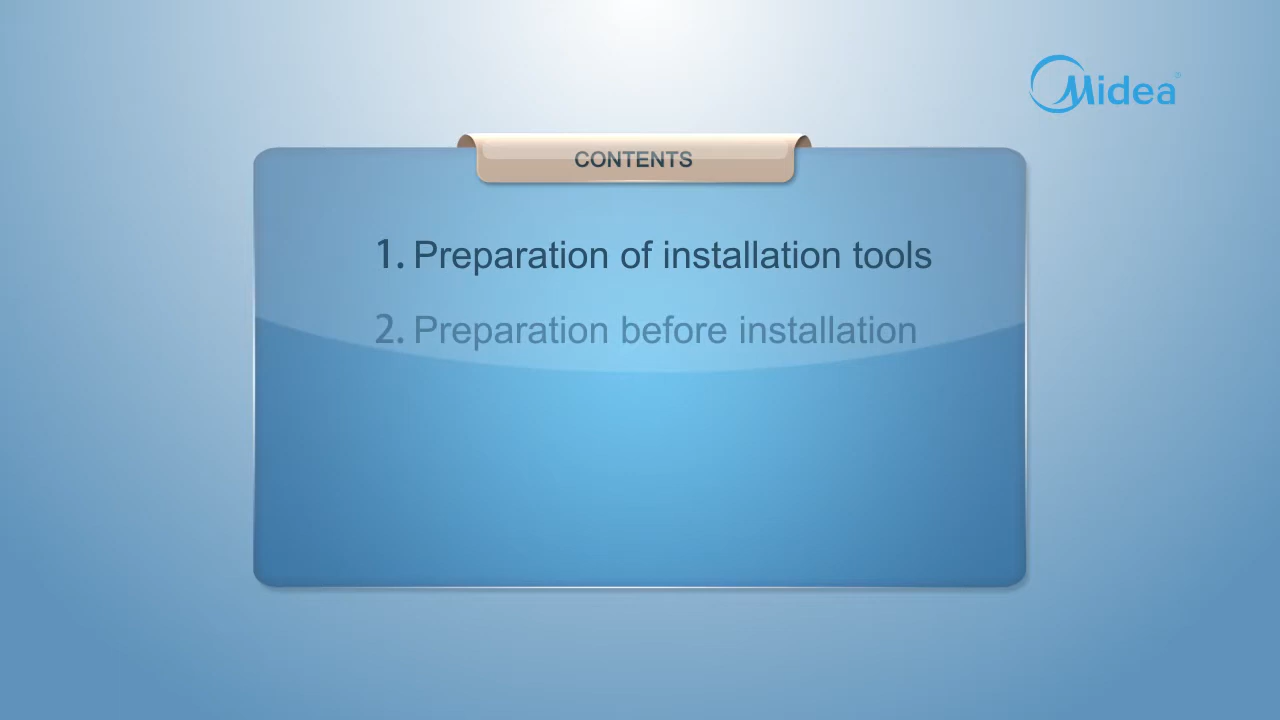 Midea®
CONTENTS
1. Preparation of installation tools
2. Preparation before installation